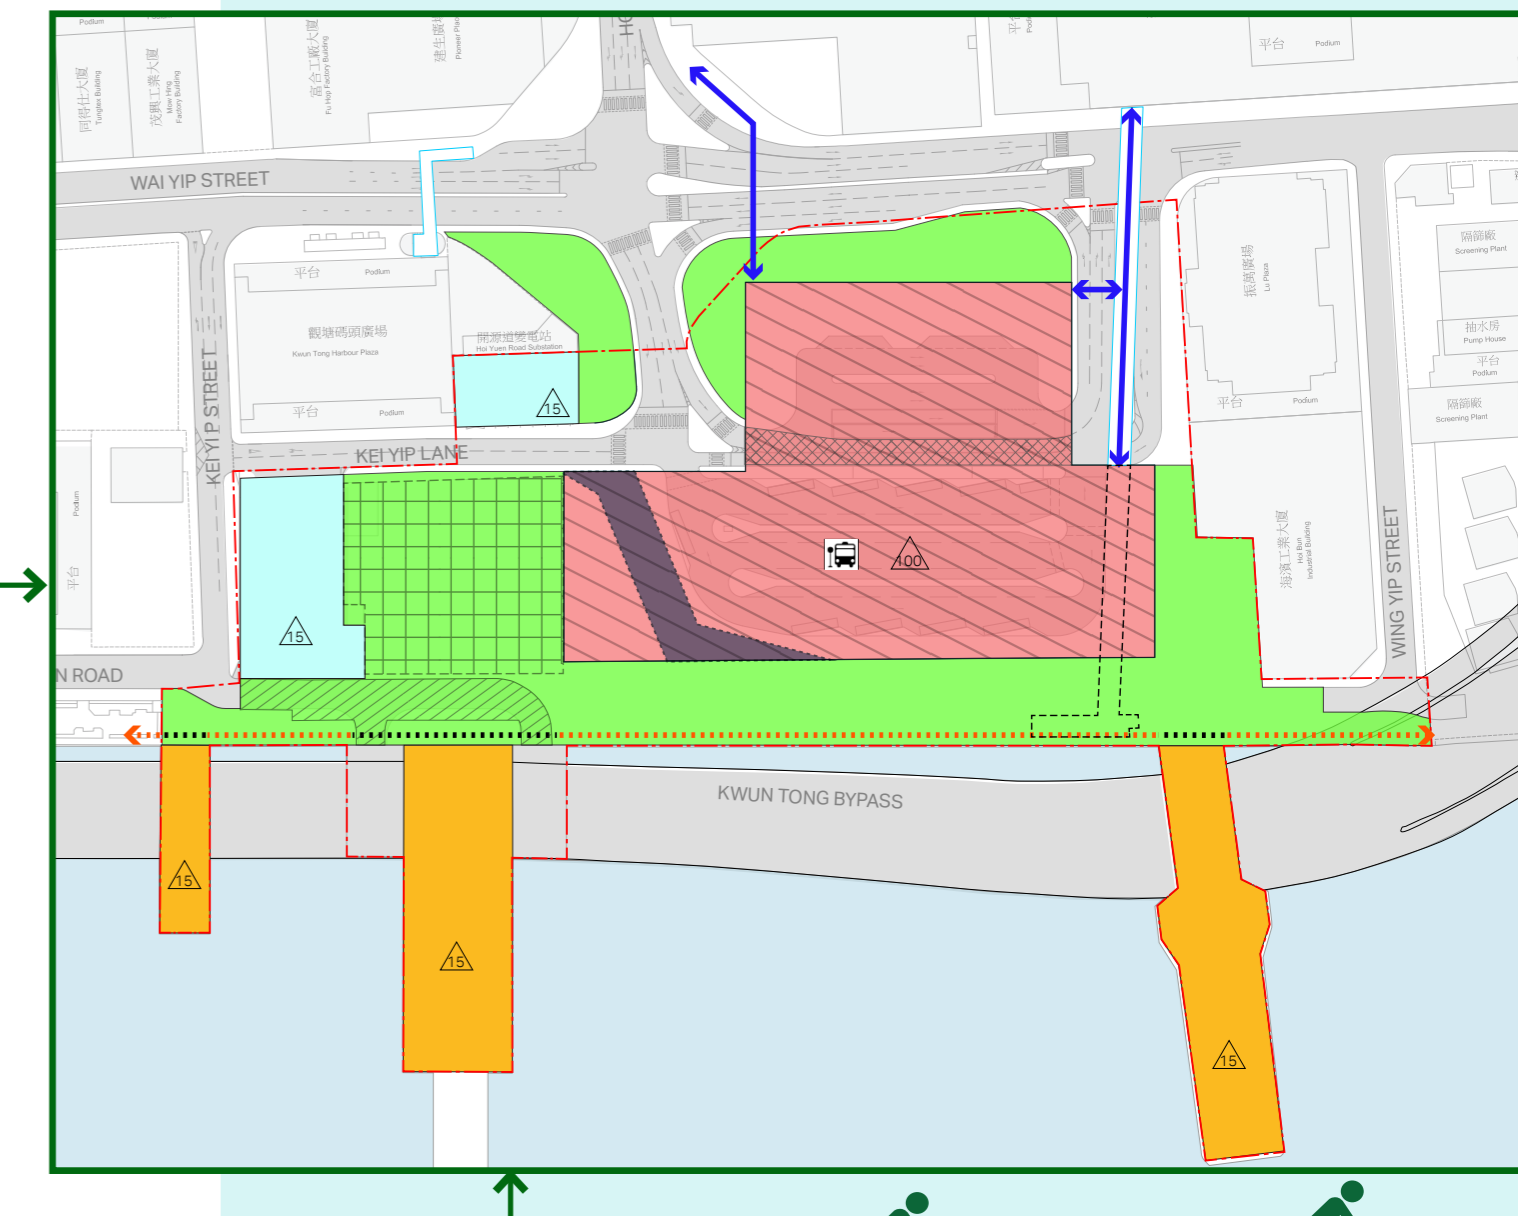 Podium
Podium
同得仕大廈
Tungtex Building
茂興工業大廈
Mow Hing
Factory Building
富合工廠大廈
Fu Hop Factory Building
Pioneer Place
HO
平台
平台
Podium
WAI YIP STREET
平台
Podium
觀塘碼頭廣場
Kwun Tong Harbour Plaza
平台
Podium
開源道變電站
Hoi Yuen Road Substation
15
KEI YIP STREET
KEI YIP LANE
振萬廣場
Lu Plaza
平台
Podium
隔篩廠
Screening Plant
抽水房
Pump House
平台
Podium
隔篩廠
Screening Plant
Podium
平台
15
100
海濱工業大廈
Hoi Bun
Industrial Building
WING YIP STREET
N ROAD
KWUN TONG BYPASS
15
15
15